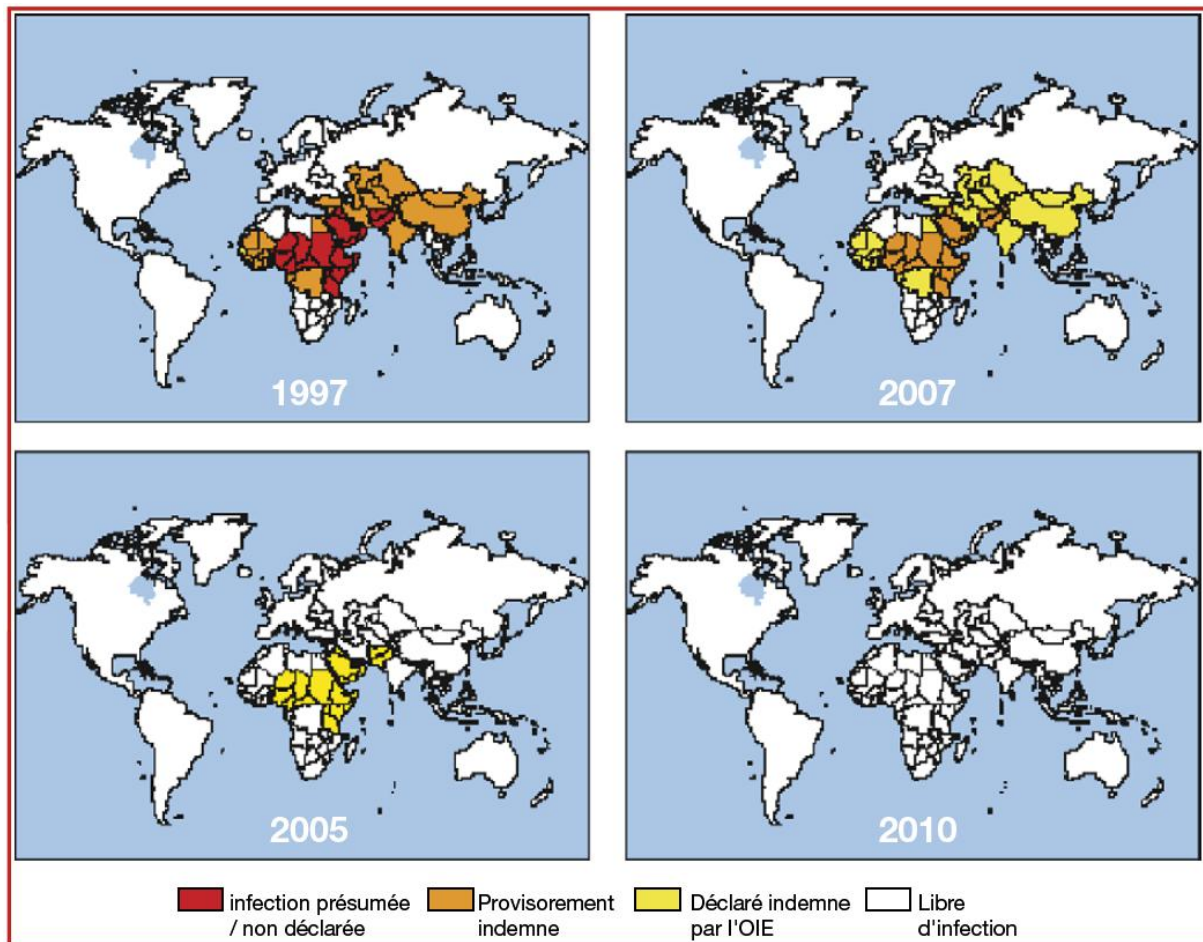 1997
2007
2005
2010
infection présumée
/ non déclarée
Provisorement
indemne
Déclaré indemne
par l'OIE
Libre
d'infection